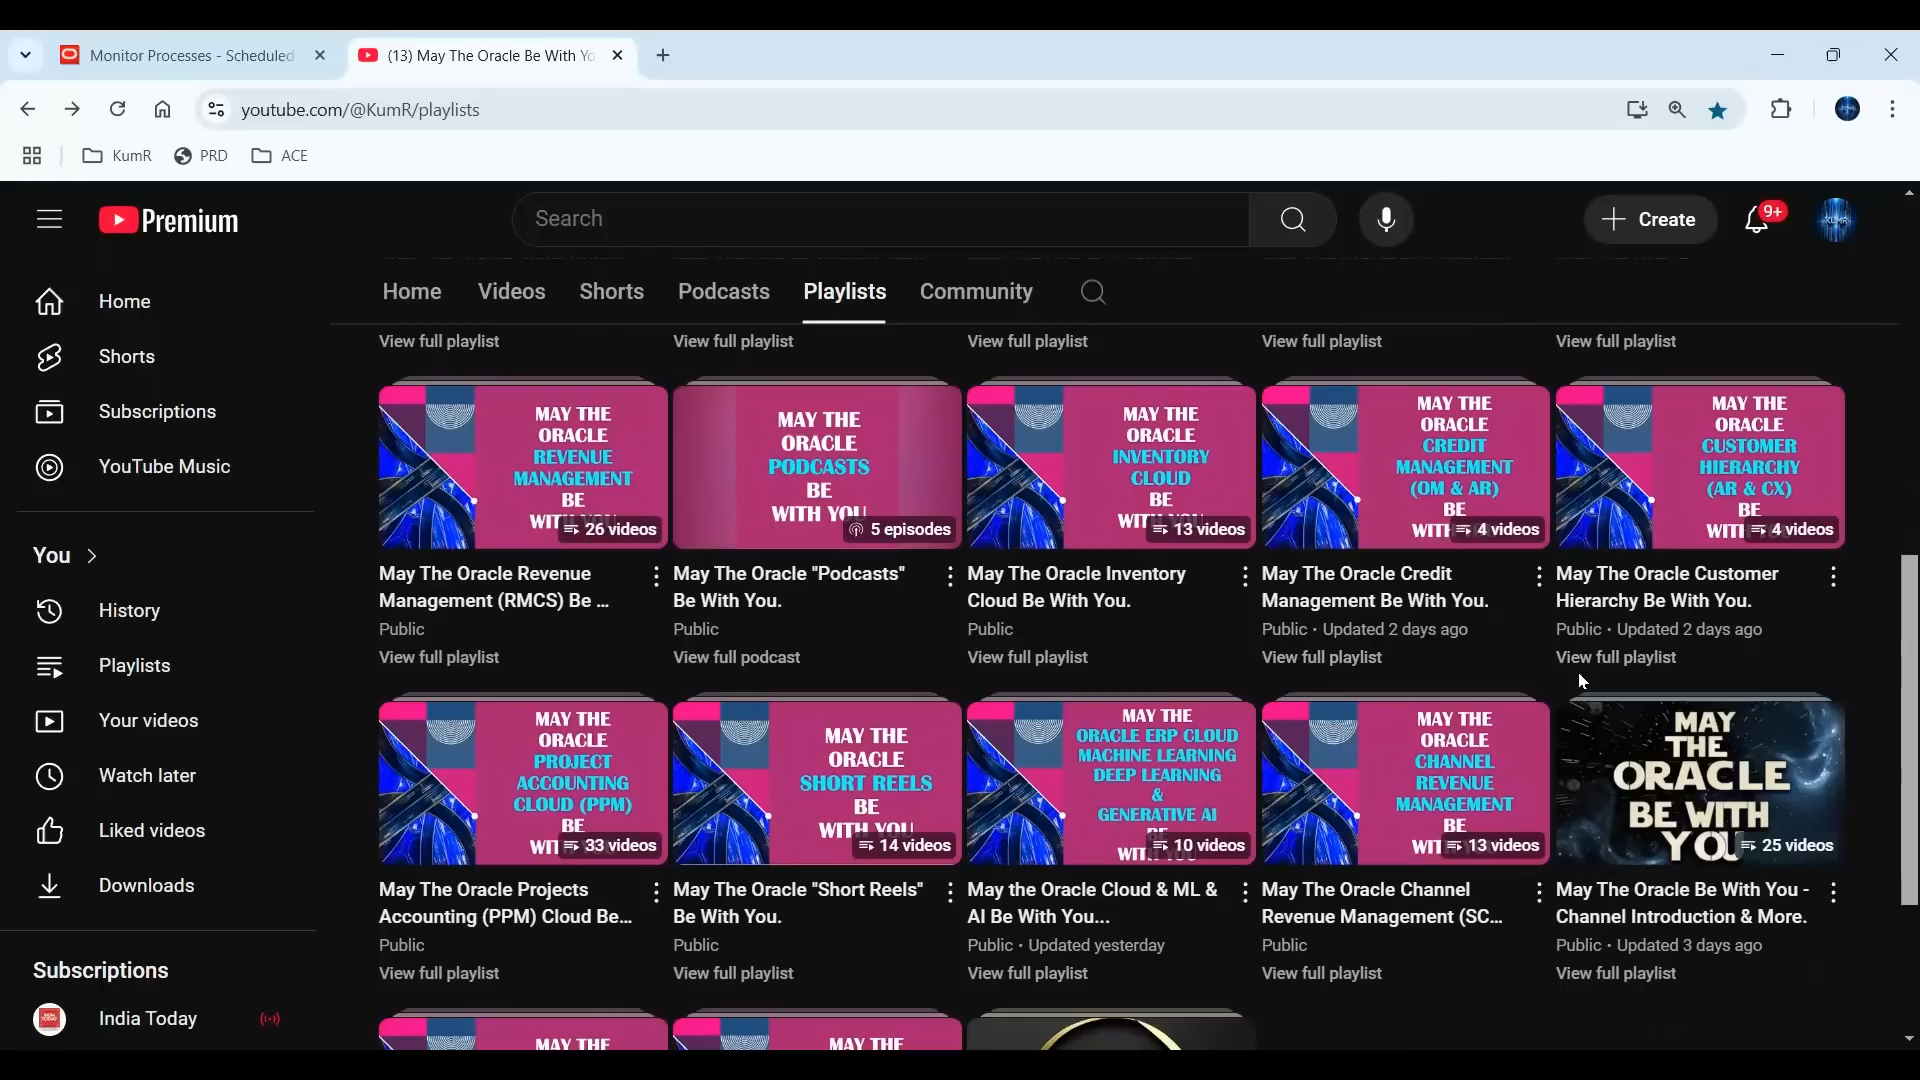 Monitor Processes - Scheduled
(13) May The Oracle Be With Yo
youtube.com/@KumR/playlists
KumR
PRD
ACE
Premium
Search
Create
9+
Home
Shorts
Subscriptions
YouTube Music
You
History
Playlists
Your videos
Watch later
Liked videos
Downloads
Subscriptions
India Today
Home
Videos
Shorts
Podcasts
Playlists
Community
View full playlist
View full playlist
View full playlist
View full playlist
View full playlist
MAY THE
ORACLE
REVENUE
MANAGEMENT
BE
26 videos
May The Oracle Revenue
Management (RMCS) Be ...
Public
View full playlist
MAY THE
ORACLE
PODCASTS
BE
WITH YOU
5 episodes
May The Oracle "Podcasts"
Be With You.
Public
View full podcast
MAY THE
ORACLE
INVENTORY
CLOUD
BE
13 videos
May The Oracle Inventory
Cloud Be With You.
Public
View full playlist
MAY THE
ORACLE
CREDIT
MANAGEMENT
(OM & AR)
BE
4 videos
May The Oracle Credit
Management Be With You.
Public • Updated 2 days ago
View full playlist
MAY THE
ORACLE
CUSTOMER
HIERARCHY
(AR & CX)
BE
4 videos
May The Oracle Customer
Hierarchy Be With You.
Public • Updated 2 days ago
View full playlist
MAY THE
ORACLE
PROJECT
ACCOUNTING
CLOUD (PPM)
BE
33 videos
May The Oracle Projects
Accounting (PPM) Cloud Be...
Public
View full playlist
MAY THE
ORACLE
SHORT REELS
BE
WITH YOU
14 videos
May The Oracle "Short Reels"
Be With You.
Public
View full playlist
MAY THE
ORACLE ERP CLOUD
MACHINE LEARNING
DEEP LEARNING
&
GENERATIVE AI
BE
10 videos
May the Oracle Cloud & ML &
AI Be With You...
Public • Updated yesterday
View full playlist
MAY THE
ORACLE
CHANNEL
REVENUE
MANAGEMENT
BE
13 videos
May The Oracle Channel
Revenue Management (SC...
Public
View full playlist
MAY
THE
ORACLE
BE WITH
YOU
25 videos
May The Oracle Be With You -
Channel Introduction & More.
Public • Updated 3 days ago
View full playlist
MAY THE
MAY THE